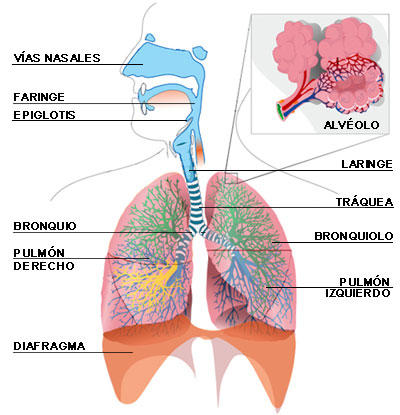 VÍAS NASALES
FARINGE
EPIGLOTIS
ALVÉOLO
LARINGE
TRÁQUEA
BRONQUIO
BRONQUIOLO
PULMÓN
DERECHO
PULMÓN
IZQUIERDO
DIAFRAGMA